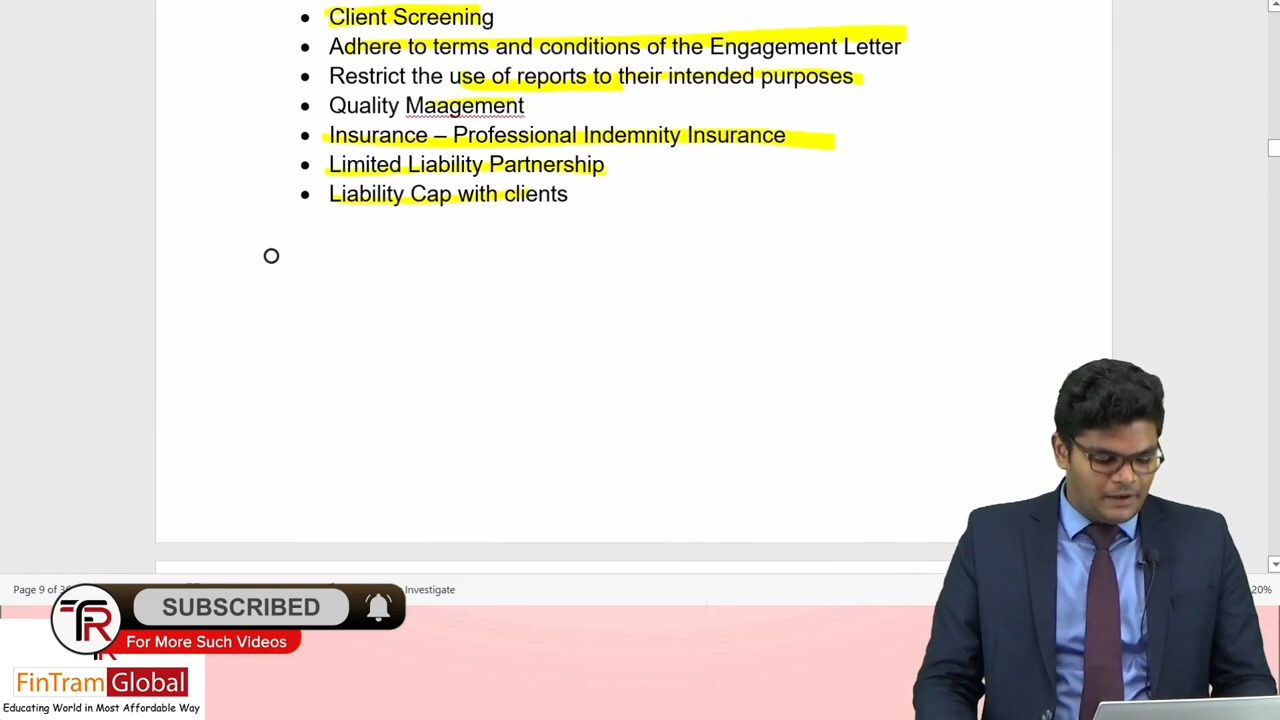 Client Screening
Adhere to terms and conditions of the Engagement Letter
Restrict the use of reports to their intended purposes
Quality Maagement
Insurance – Professional Indemnity Insurance
Limited Liability Partnership
Liability Cap with clients
Page 9 of
Investigate
20%
SUBSCRIBED
TR
For More Such Videos
FinTram Global
Educating World in Most Affordable Way